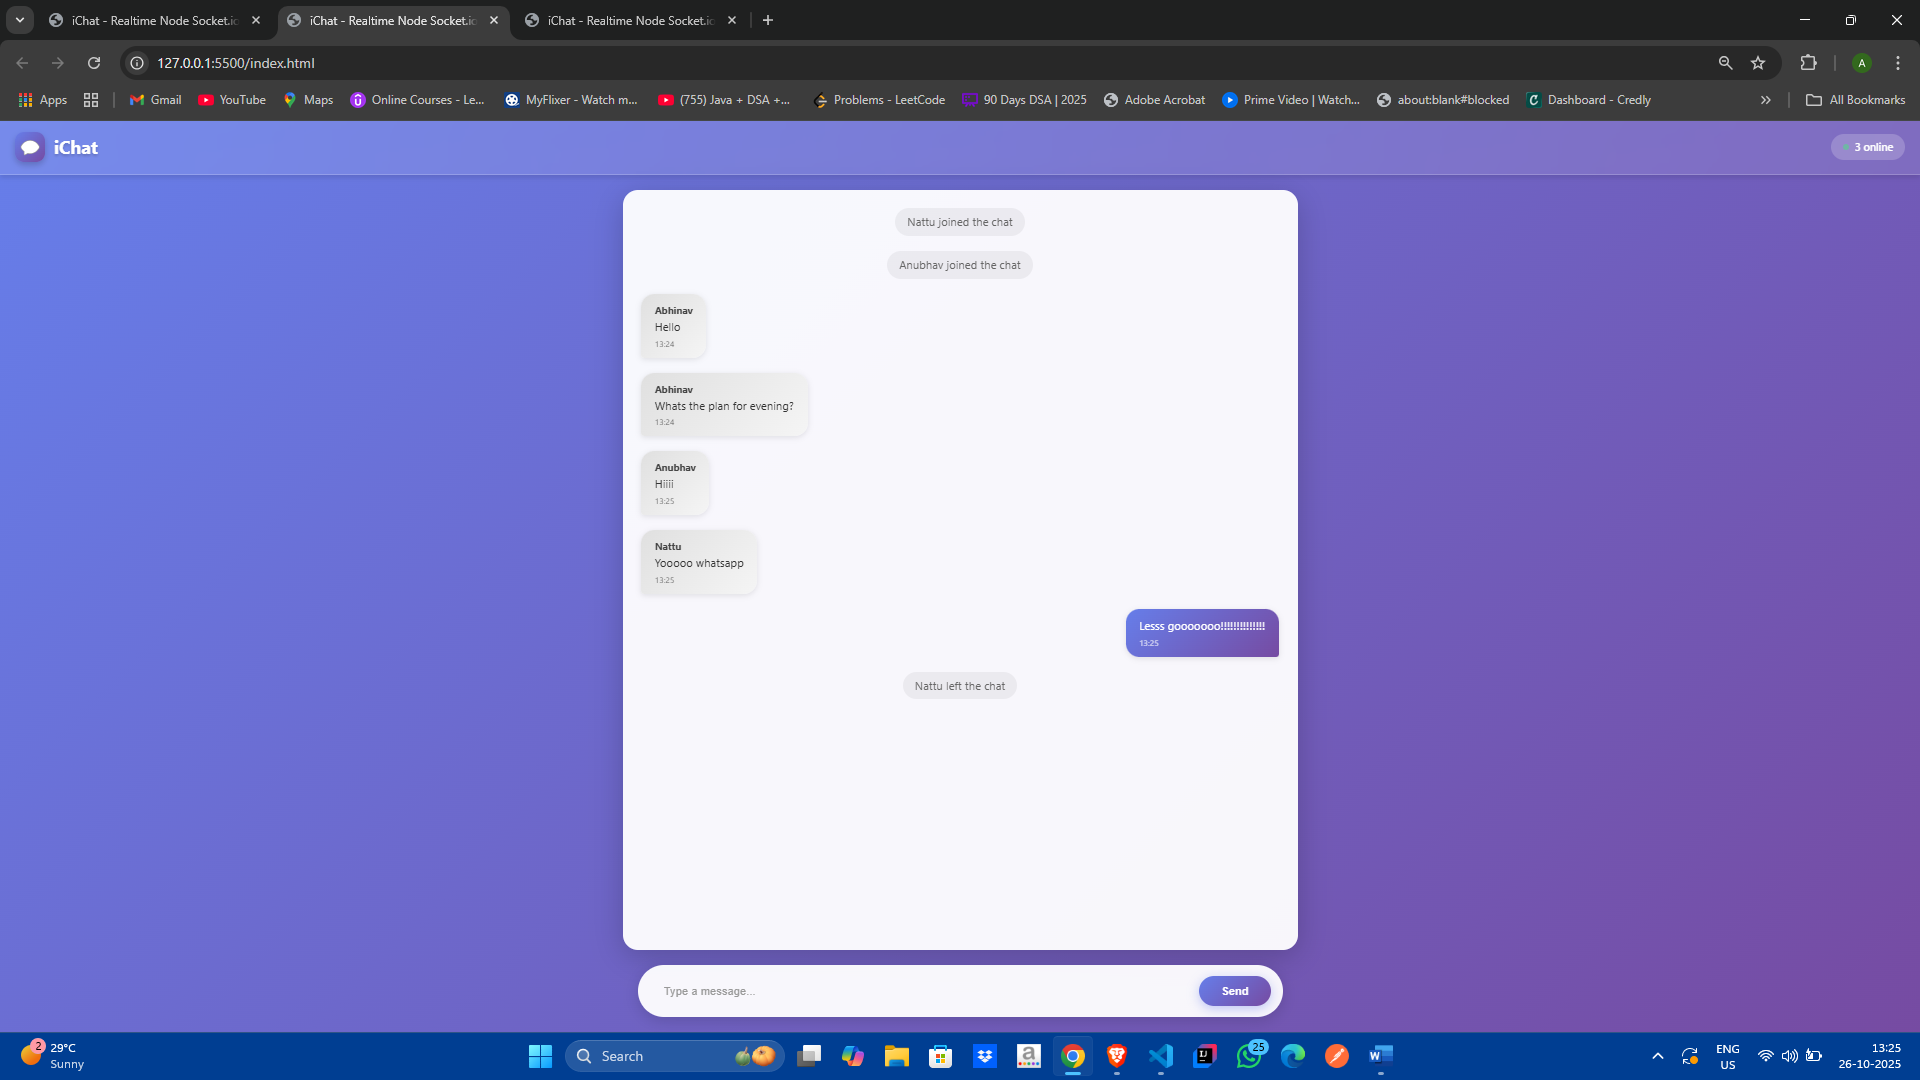 iChat - Realtime Node Socket.io
iChat - Realtime Node Socket.io
iChat - Realtime Node Socket.io
127.0.0.1:5500/index.html
A
Apps
Gmail
YouTube
Maps
Online Courses - Le...
MyFlixer - Watch m...
(755) Java + DSA +...
Problems - LeetCode
90 Days DSA | 2025
Adobe Acrobat
Prime Video | Watch...
about:blank#blocked
Dashboard - Credly
All Bookmarks
iChat
3 online
Nattu joined the chat
Anubhav joined the chat
Abhinav
Hello
13:24
Abhinav
Whats the plan for evening?
13:24
Anubhav
Hiiii
13:25
Nattu
Yooooo whatsapp
13:25
Lesss gooooooo!!!!!!!!!!!!!!
13:25
Nattu left the chat
Type a message...
Send
2
29°C
Sunny
Search
25
ENG
US
13:25
26-10-2025